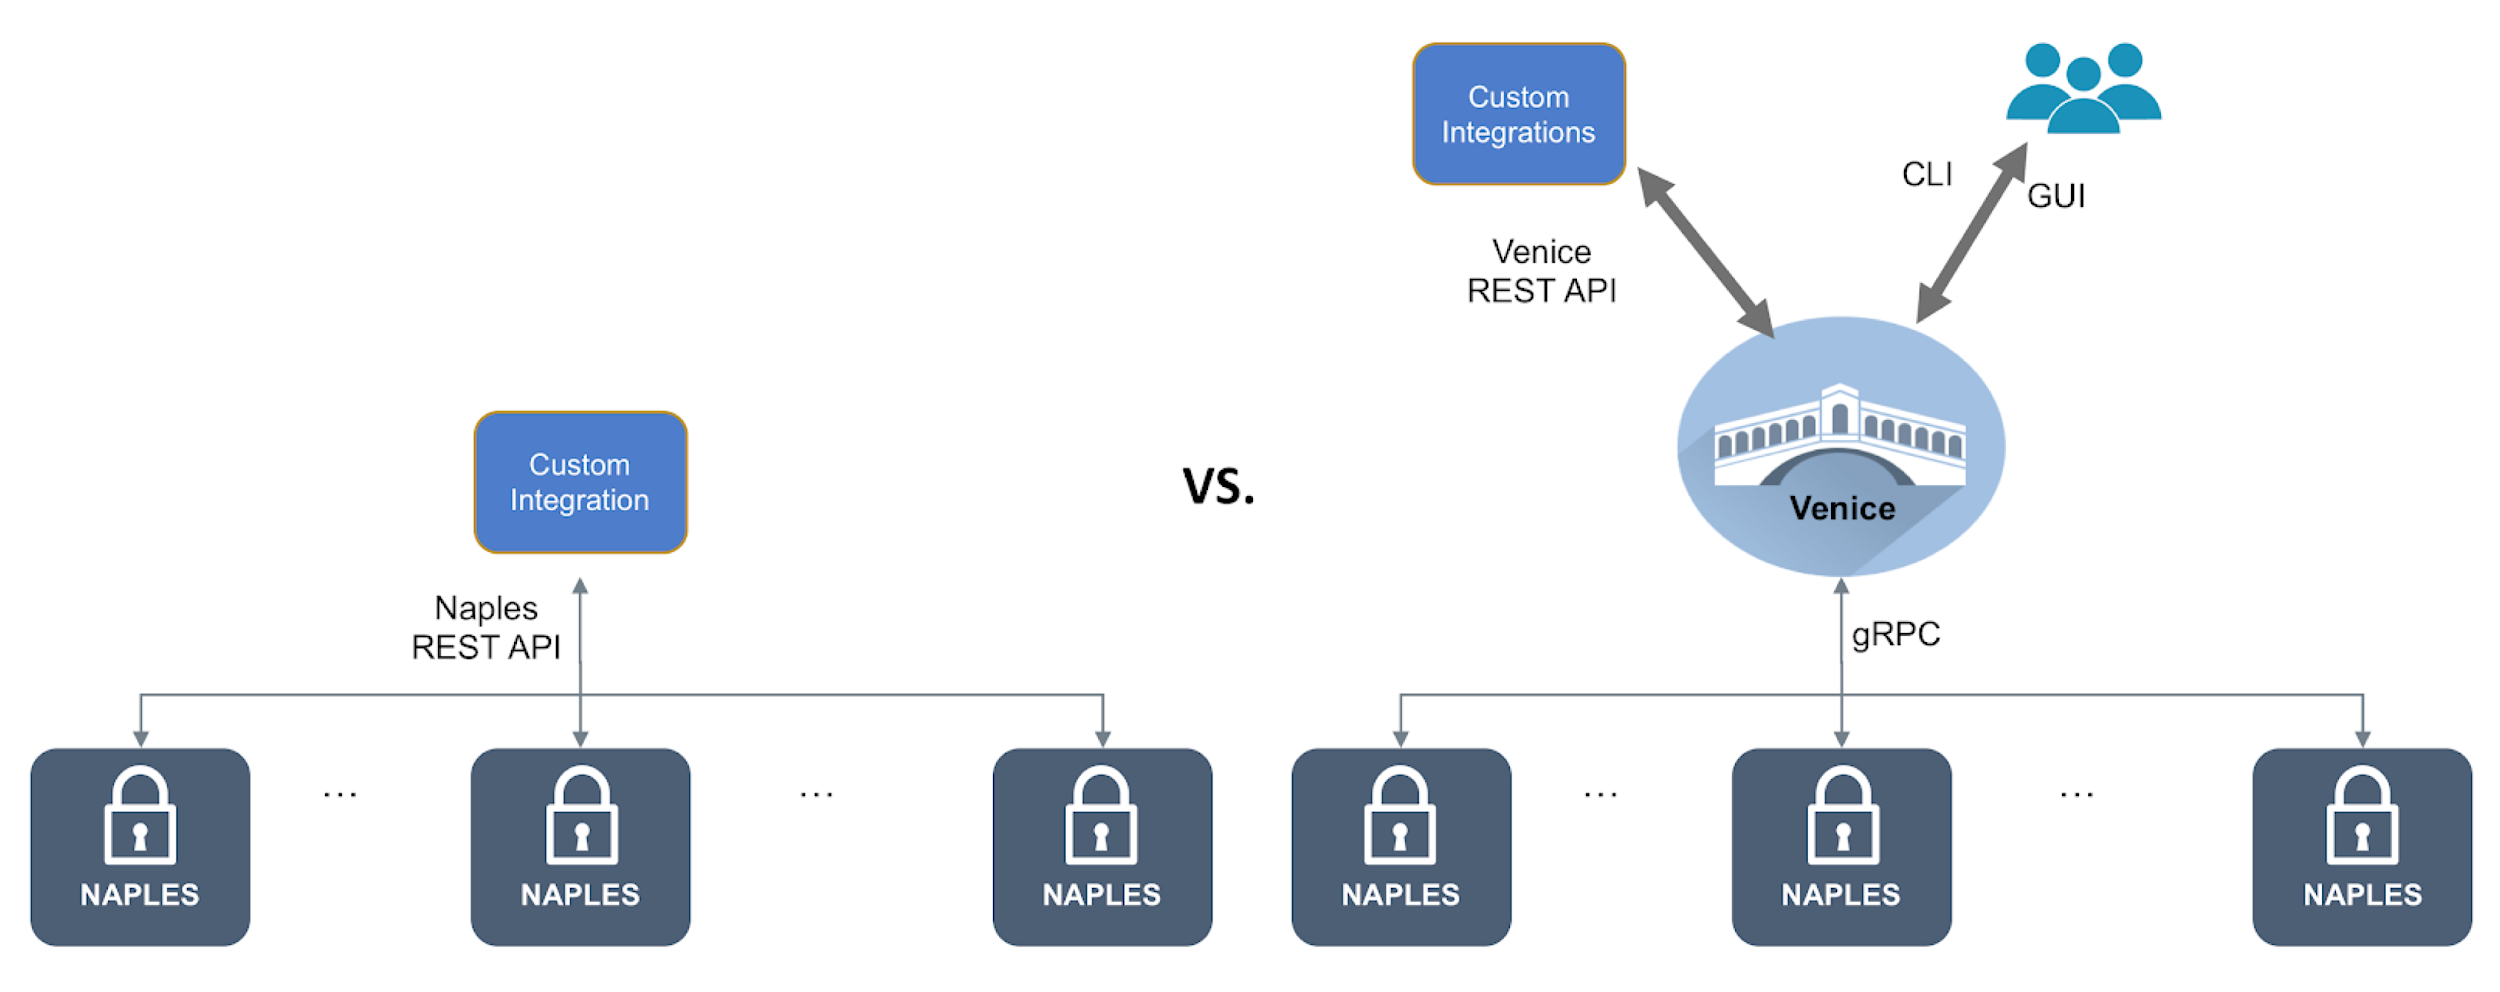 Custom
Integration
Naples
REST API
...
...
NAPLES
NAPLES
NAPLES
VS.
Custom
Integrations
CLI
GUI
Venice
REST API
Venice
gRPC
...
...
NAPLES
NAPLES
NAPLES